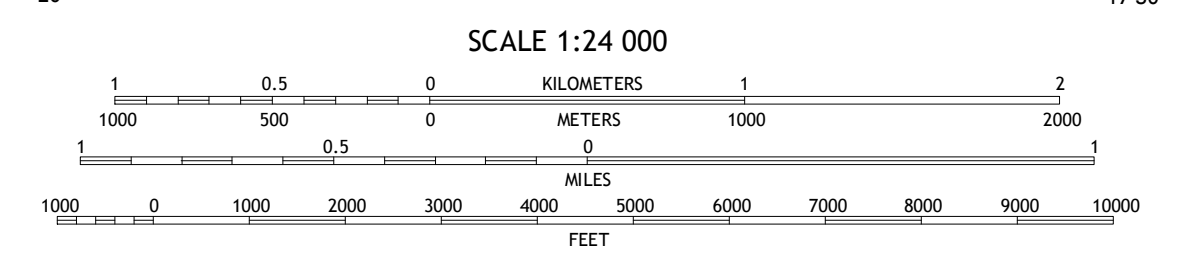 SCALE 1:24 000
1 0.5 0 KILOMETERS 1 2
1000 500 0 METERS 1000 2000
1 0.5 0 1
MILES
1000 0 1000 2000 3000 4000 5000 6000 7000 8000 9000 10000
FEET